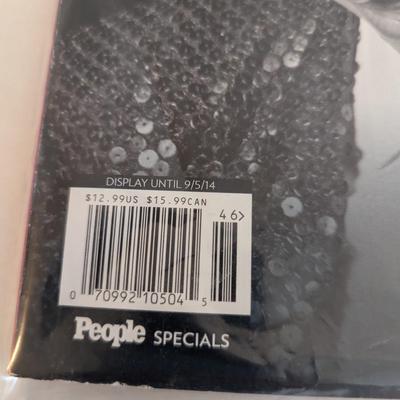 DISPLAY UNTIL 9/5/14
$12.99US $15.99CAN
46>
0 70992 10504 5
People SPECIALS